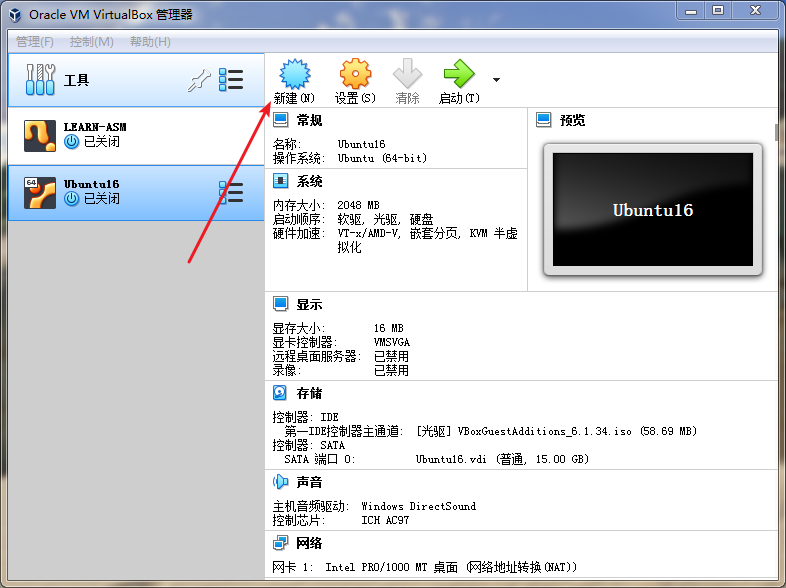 Oracle VM VirtualBox 管理器
管理(F) 控制(M) 帮助(H)
工具
新建(N) 设置(S) 清除 启动(T)
LEARN-ASM
已关闭
64
Ubuntu16
已关闭
常规
名称: Ubuntu16
操作系统: Ubuntu (64-bit)
系统
内存大小: 2048 MB
启动顺序: 软驱, 光驱, 硬盘
硬件加速: VT-x/AMD-V, 嵌套分页, KVM 半虚
拟化
预览
Ubuntu16
显示
显存大小: 16 MB
显卡控制器: VMSVGA
远程桌面服务器: 已禁用
录像: 已禁用
存储
控制器: IDE
第一IDE控制器主通道: [光驱] VBoxGuestAdditions_6.1.34.iso (58.69 MB)
控制器: SATA
SATA 端口 0: Ubuntu16.vdi (普通, 15.00 GB)
声音
主机音频驱动: Windows DirectSound
控制芯片: ICH AC97
网络
网卡 1: Intel PRO/1000 MT 桌面 (网络地址转换(NAT))